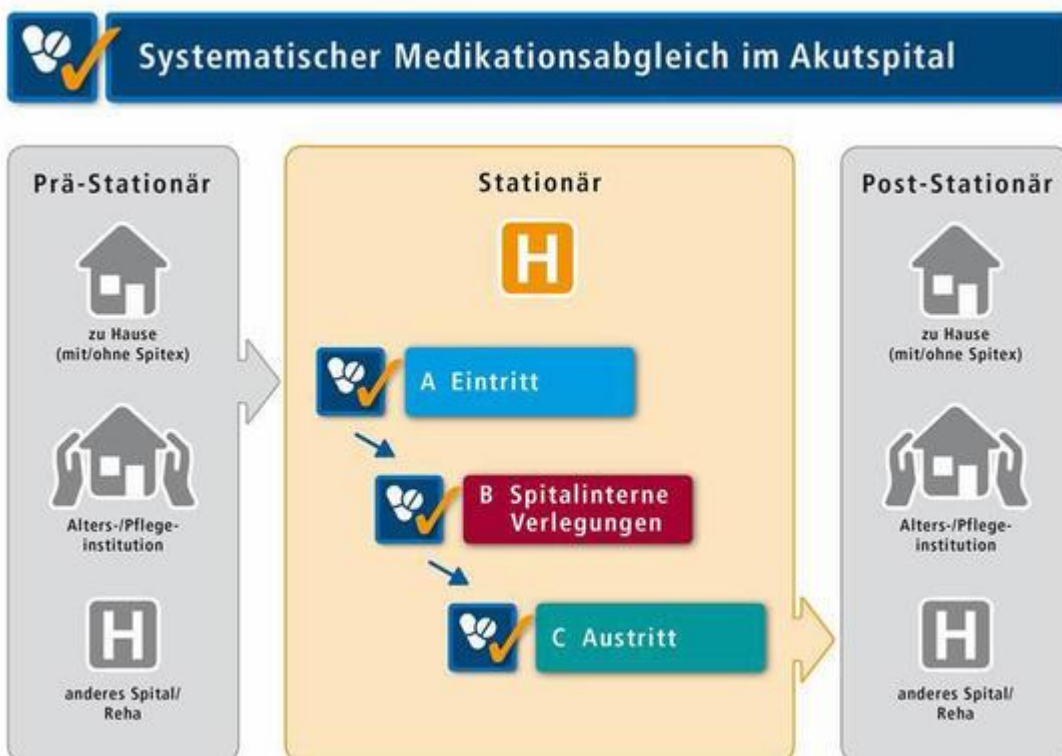 Systematischer Medikationsabgleich im Akutspital
Prä-Stationär
zu Hause
(mit/ohne Spitex)
Alters-/Pflege-
institution
H
anderes Spital/
Reha
Stationär
H
A Eintritt
B Spitalinterne
Verlegungen
C Austritt
Post-Stationär
zu Hause
(mit/ohne Spitex)
Alters-/Pflege-
institution
H
anderes Spital/
Reha